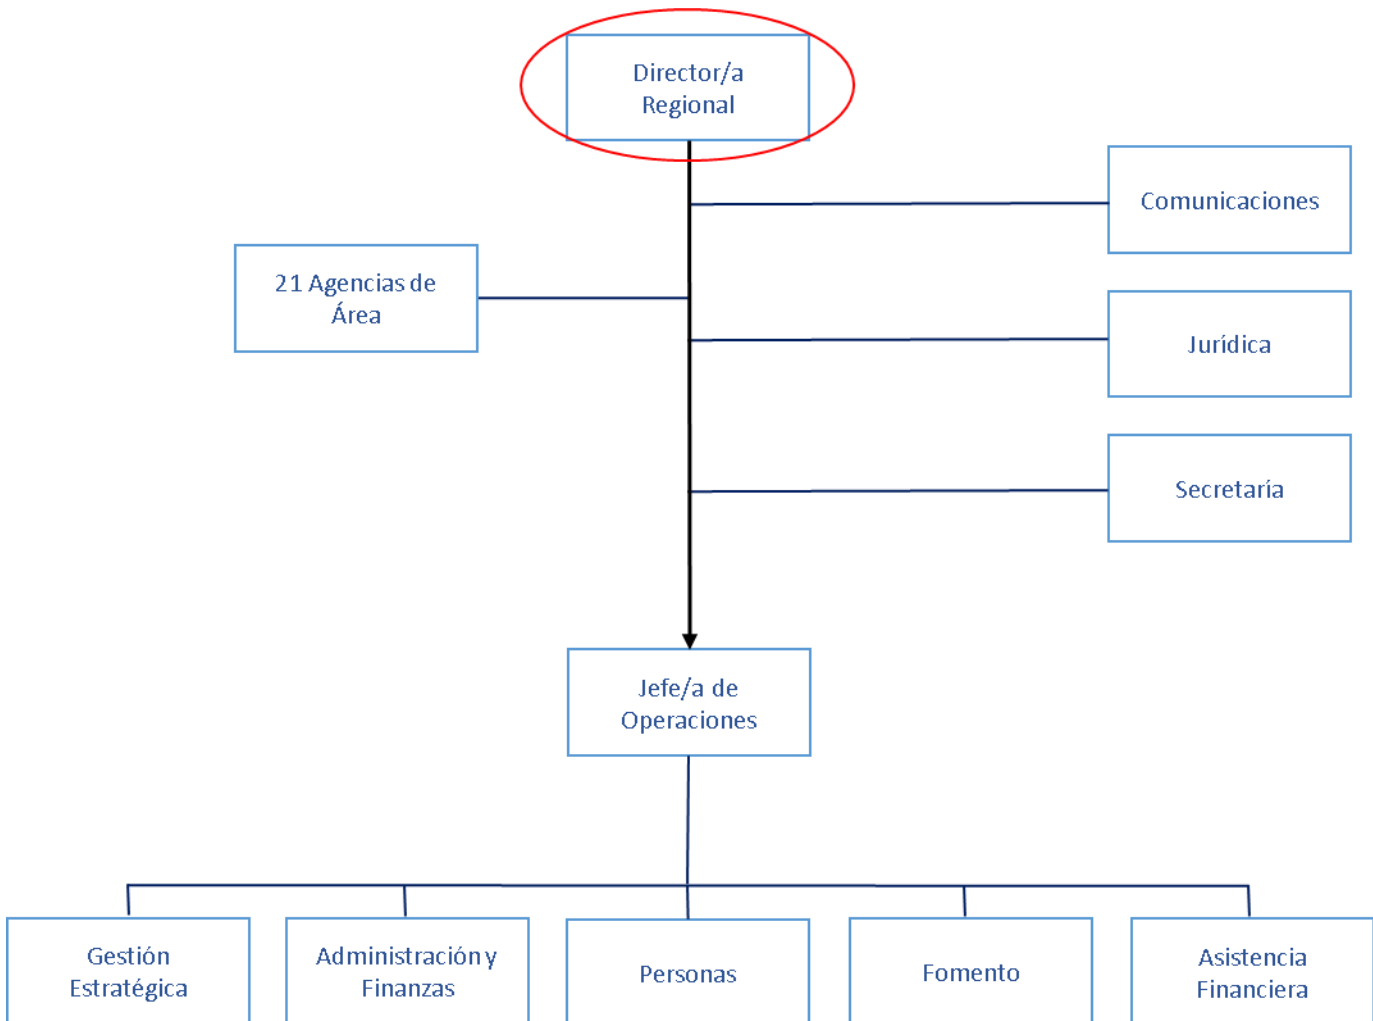 Director/a
Regional
Comunicaciones
21 Agencias de
Área
Jurídica
Secretaría
Jefe/a de
Operaciones
Gestión
Estratégica
Administración y
Finanzas
Personas
Fomento
Asistencia
Financiera